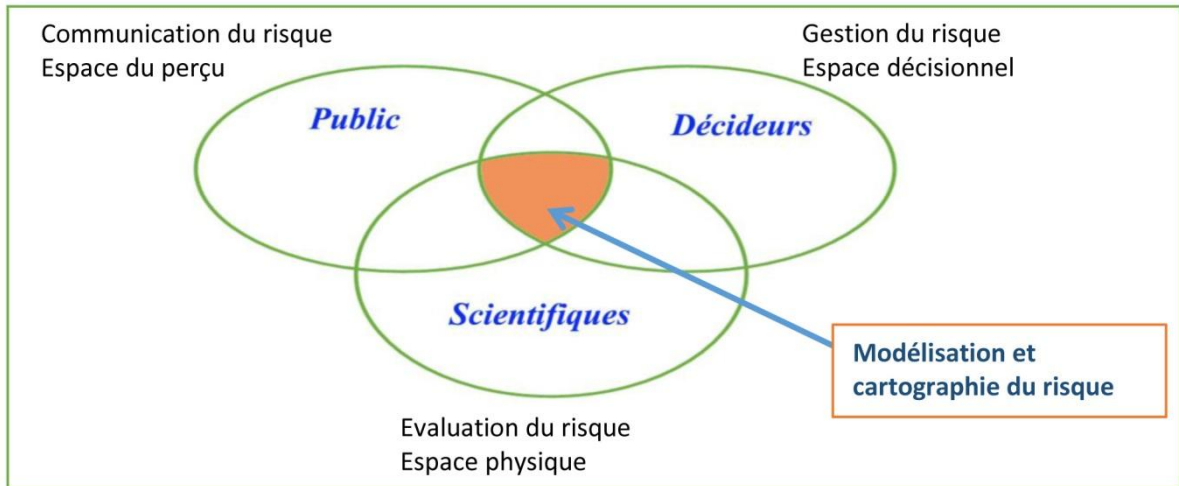 Communication du risque
Espace du perçu
Gestion du risque
Espace décisionnel
Public
Décideurs
Scientifiques
Modélisation et
cartographie du risque
Evaluation du risque
Espace physique